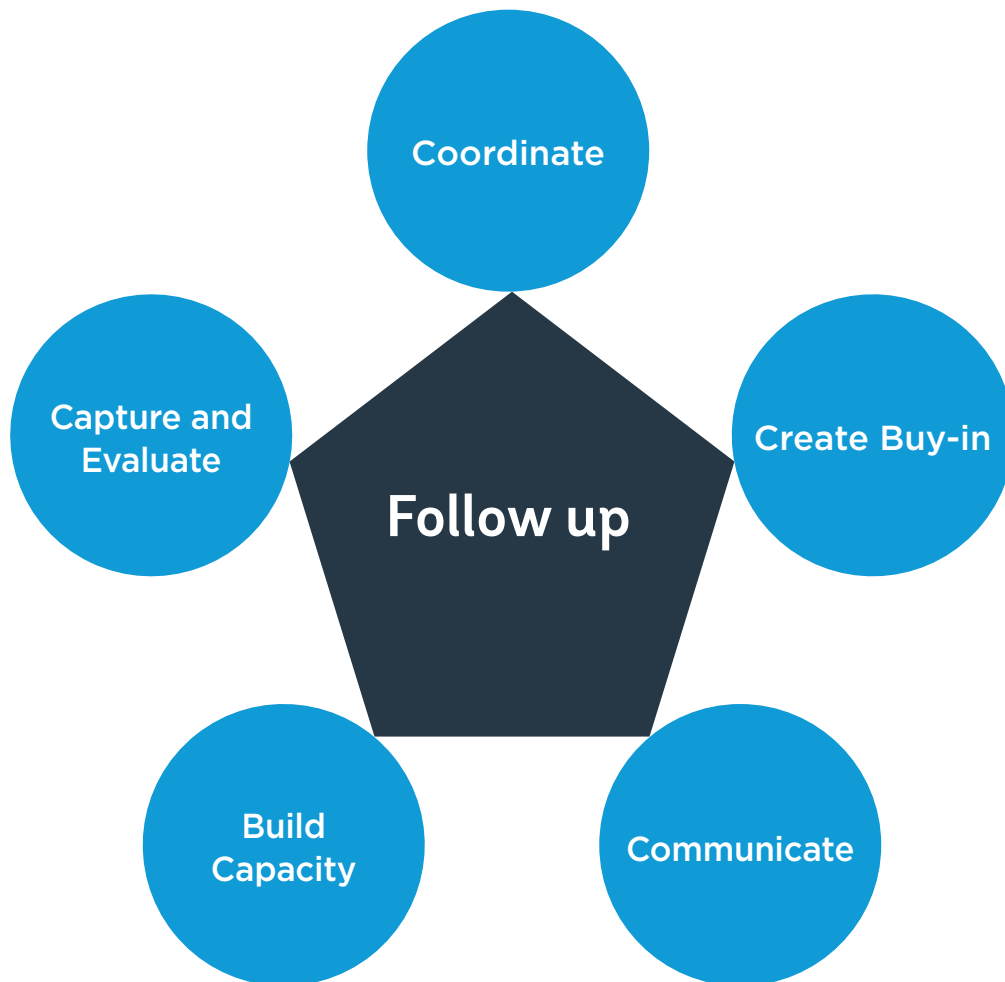 Coordinate
Capture and
Evaluate
Create Buy-in
Follow up
Build
Capacity
Communicate